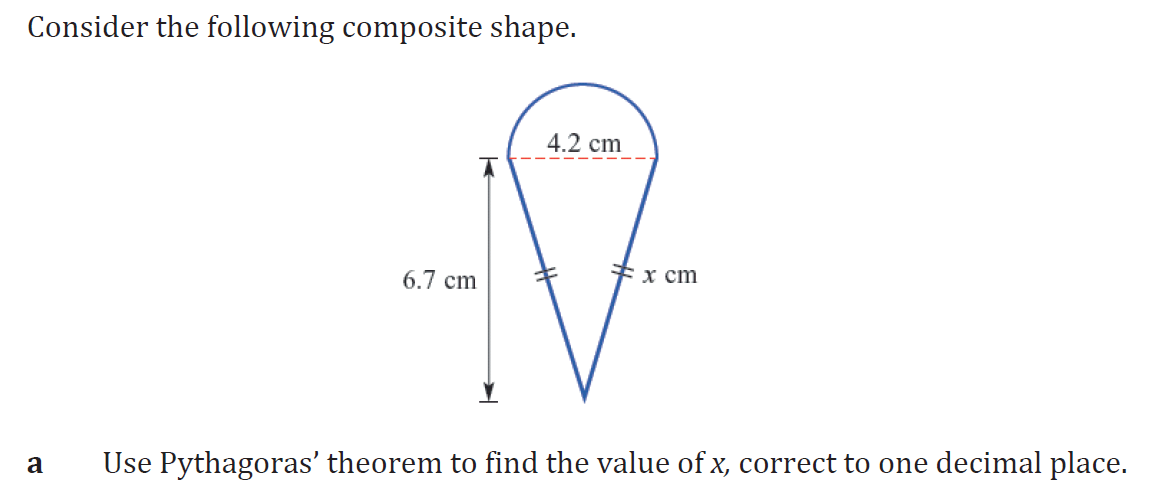 Consider the following composite shape.
4.2 cm
6.7 cm
x cm
a Use Pythagoras’ theorem to find the value of x, correct to one decimal place.